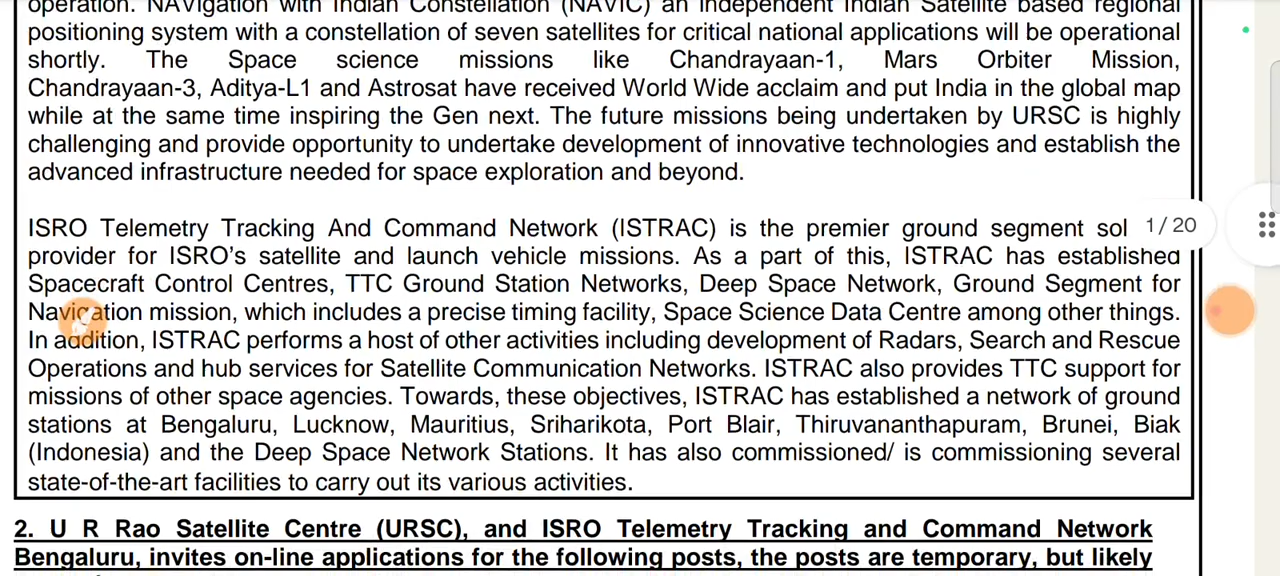 operation. NAVigation with Indian Constellation (NAVIC) an independent Indian Satellite based regional
positioning system with a constellation of seven satellites for critical national applications will be operational
shortly. The Space science missions like Chandrayaan-1, Mars Orbiter Mission,
Chandrayaan-3, Aditya-L1 and Astrosat have received World Wide acclaim and put India in the global map
while at the same time inspiring the Gen next. The future missions being undertaken by URSC is highly
challenging and provide opportunity to undertake development of innovative technologies and establish the
advanced infrastructure needed for space exploration and beyond.
ISRO Telemetry Tracking And Command Network (ISTRAC) is the premier ground segment sol
1/20
provider for ISRO's satellite and launch vehicle missions. As a part of this, ISTRAC has established
Spacecraft Control Centres, TTC Ground Station Networks, Deep Space Network, Ground Segment for
Navigation mission, which includes a precise timing facility, Space Science Data Centre among other things.
In addition, ISTRAC performs a host of other activities including development of Radars, Search and Rescue
Operations and hub services for Satellite Communication Networks. ISTRAC also provides TTC support for
missions of other space agencies. Towards, these objectives, ISTRAC has established a network of ground
stations at Bengaluru, Lucknow, Mauritius, Sriharikota, Port Blair, Thiruvananthapuram, Brunei, Biak
(Indonesia) and the Deep Space Network Stations. It has also commissioned/ is commissioning several
state-of-the-art facilities to carry out its various activities.
2. U R Rao Satellite Centre (URSC), and ISRO Telemetry Tracking and Command Network
Bengaluru, invites on-line applications for the following posts, the posts are temporary, but likely